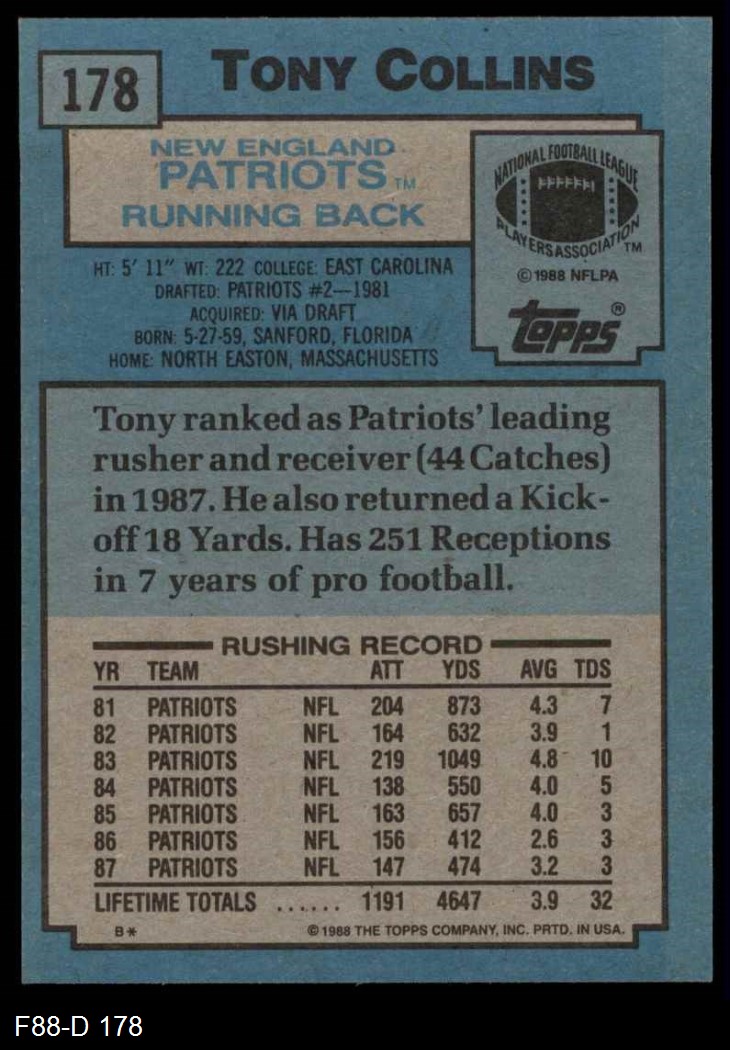 178
TONY COLLINS
NEW ENGLAND
PATRIOTS TM
RUNNING BACK
NATIONAL FOOTBALL LEAGUE
PLAYERS ASSOCIATION TM
© 1988 NFLPA
topps®
HT: 5' 11" WT: 222 COLLEGE: EAST CAROLINA
DRAFTED: PATRIOTS #2—1981
ACQUIRED: VIA DRAFT
BORN: 5-27-59, SANFORD, FLORIDA
HOME: NORTH EASTON, MASSACHUSETTS
Tony ranked as Patriots' leading
rusher and receiver (44 Catches)
in 1987. He also returned a Kick-
off 18 Yards. Has 251 Receptions
in 7 years of pro football.
RUSHING RECORD
YR TEAM ATT YDS AVG TDS
81 PATRIOTS NFL 204 873 4.3 7
82 PATRIOTS NFL 164 632 3.9 1
83 PATRIOTS NFL 219 1049 4.8 10
84 PATRIOTS NFL 138 550 4.0 5
85 PATRIOTS NFL 163 657 4.0 3
86 PATRIOTS NFL 156 412 2.6 3
87 PATRIOTS NFL 147 474 3.2 3
LIFETIME TOTALS ...... 1191 4647 3.9 32
B* © 1988 THE TOPPS COMPANY, INC. PRTD. IN USA.
F88-D 178